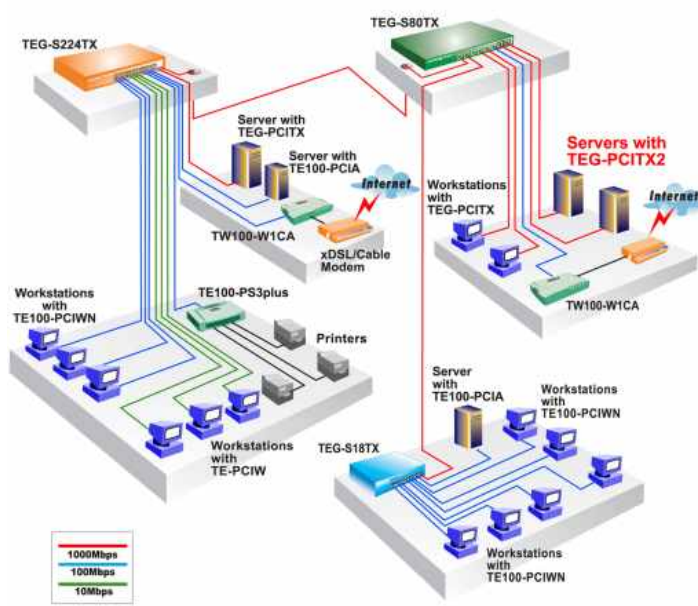 TEG-S224TX
TEG-S80TX
Server with
TEG-PCITX
Server with
TE100-PCIA
Internet
TW100-W1CA
xDSL/Cable
Modem
Servers with
TEG-PCITX2
Workstations
with
TEG-PCITX
Internet
TW100-W1CA
Workstations
with
TE100-PCIWN
TE100-PS3plus
Printers
Workstations
with
TE-PCIW
Server
with
TE100-PCIA
Workstations
with
TE100-PCIWN
TEG-S18TX
Workstations
with
TE100-PCIWN
1000Mbps
100Mbps
10Mbps